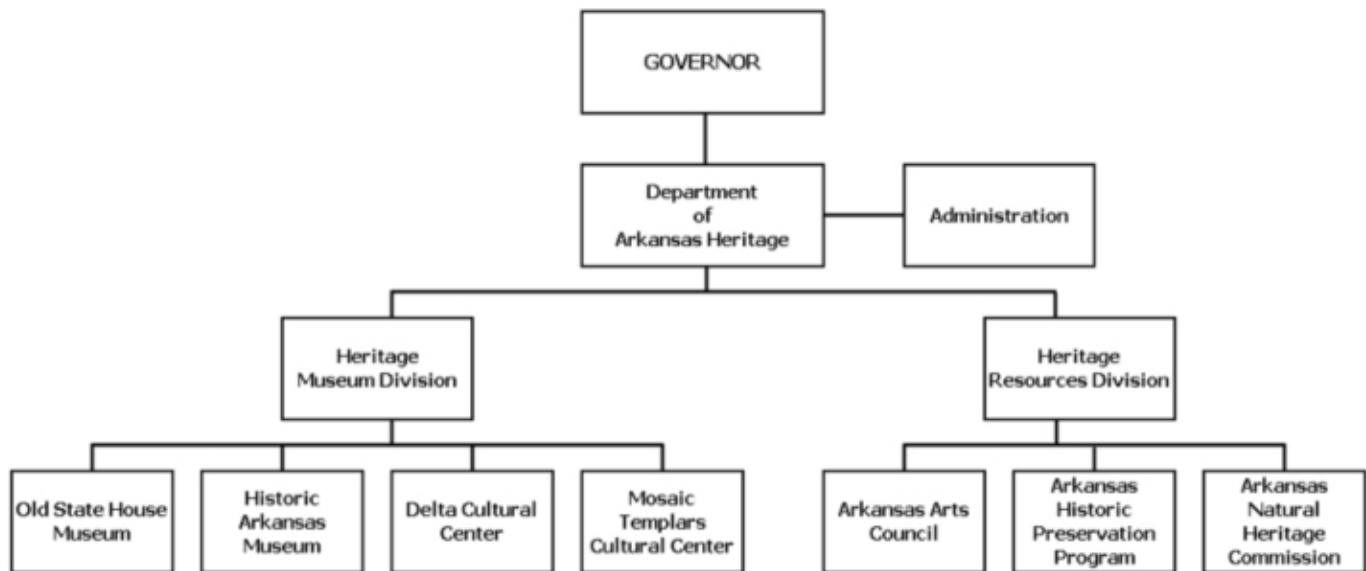 GOVERNOR
Department
of
Arkansas Heritage
Administration
Heritage
Museum Division
Heritage
Resources Division
Old State House
Museum
Historic
Arkansas
Museum
Delta Cultural
Center
Mosaic
Templars
Cultural Center
Arkansas Arts
Council
Arkansas
Historic
Preservation
Program
Arkansas
Natural
Heritage
Commission